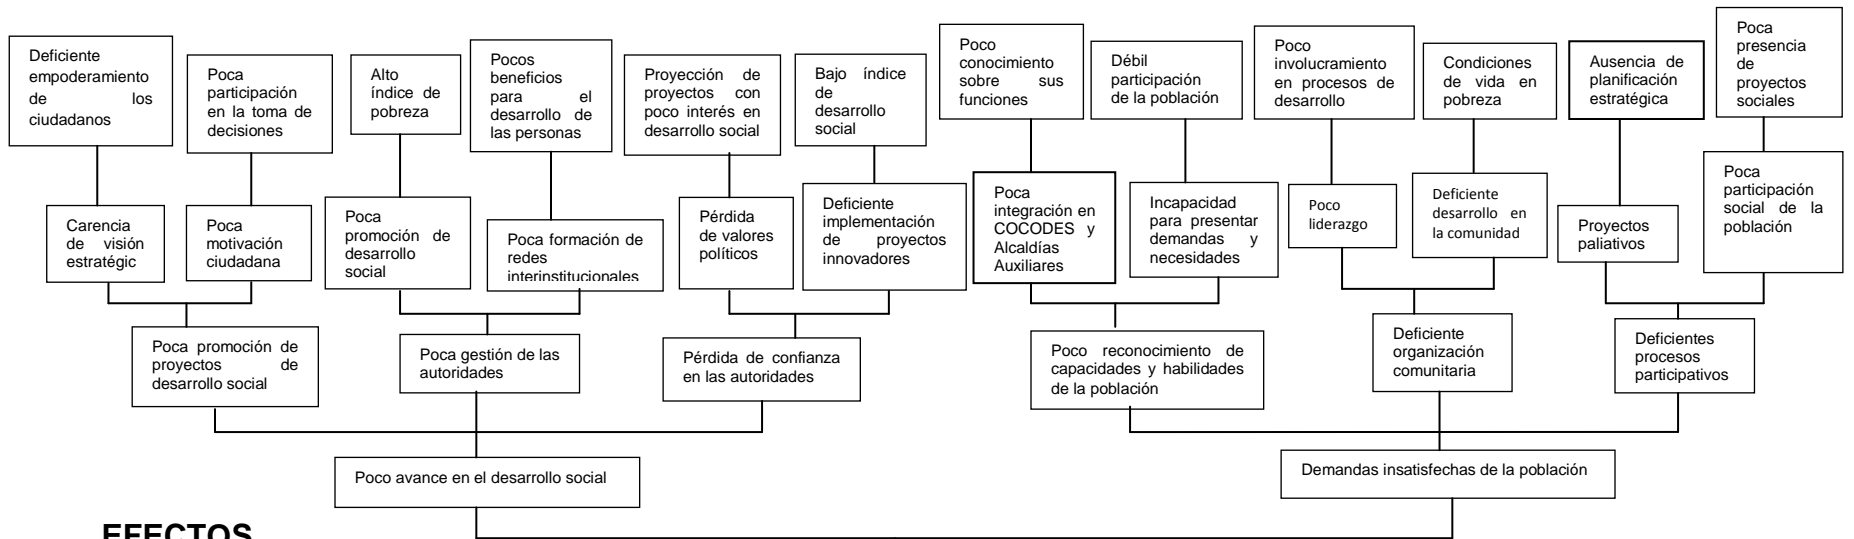 Deficiente
empoderamiento
de los
ciudadanos
Poca
participación
en la toma de
decisiones
Alto
índice de
pobreza
Pocos
beneficios
para el
desarrollo de
las personas
Proyección de
proyectos con
poco interés en
desarrollo social
Bajo índice
de
desarrollo
social
Poco
conocimiento
sobre sus
funciones
Débil
participación
de la población
Poco
involucramiento
en procesos de
desarrollo
Condiciones
de vida en
pobreza
Ausencia de
planificación
estratégica
Poca
presencia
de
proyectos
sociales
Carencia
de visión
estratégic
Poca
motivación
ciudadana
Poca
promoción de
desarrollo
social
Poca formación de
redes
interinstitucionales
Pérdida
de valores
políticos
Deficiente
implementación
de proyectos
innovadores
Poca
integración en
COCODES y
Alcaldías
Auxiliares
Incapacidad
para presentar
demandas y
necesidades
Poco
liderazgo
Deficiente
desarrollo en
la comunidad
Proyectos
paliativos
Poca
participación
social de la
población
Poca promoción de
proyectos de
desarrollo social
Poca gestión de las
autoridades
Pérdida de confianza
en las autoridades
Poco reconocimiento de
capacidades y habilidades
de la población
Deficiente
organización
comunitaria
Deficientes
procesos
participativos
Poco avance en el desarrollo social
Demandas insatisfechas de la población
EFECTOS